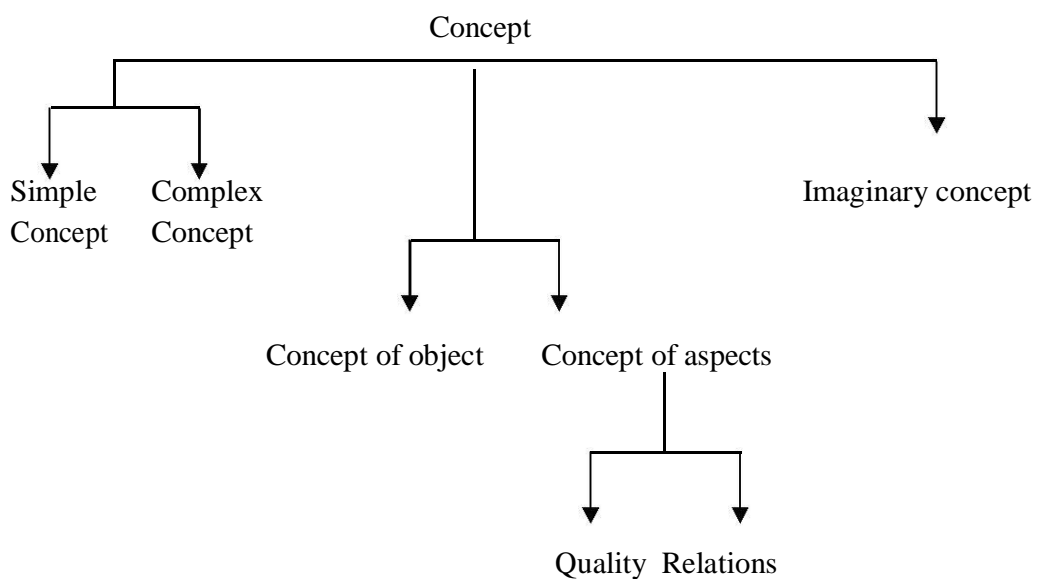 Concept
Simple Concept
Complex Concept
Imaginary concept
Concept of object
Concept of aspects
Quality
Relations